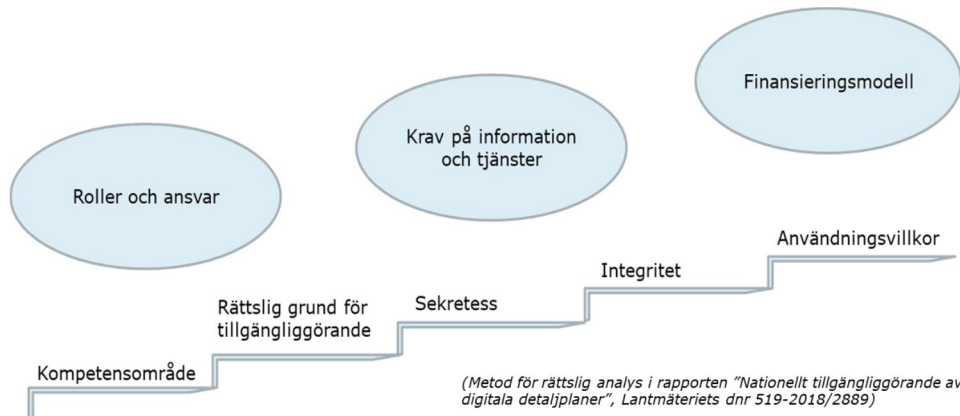 Finansieringsmodell
Krav på information
och tjänster
Roller och ansvar
Användningsvillkor
Integritet
Sekretess
Rättslig grund för
tillgängliggörande
Kompetensområde
(Metod för rättslig analys i rapporten ”Nationellt tillgängliggörande av
digitala detaljplaner”, Lantmäteriets dnr 519-2018/2889)